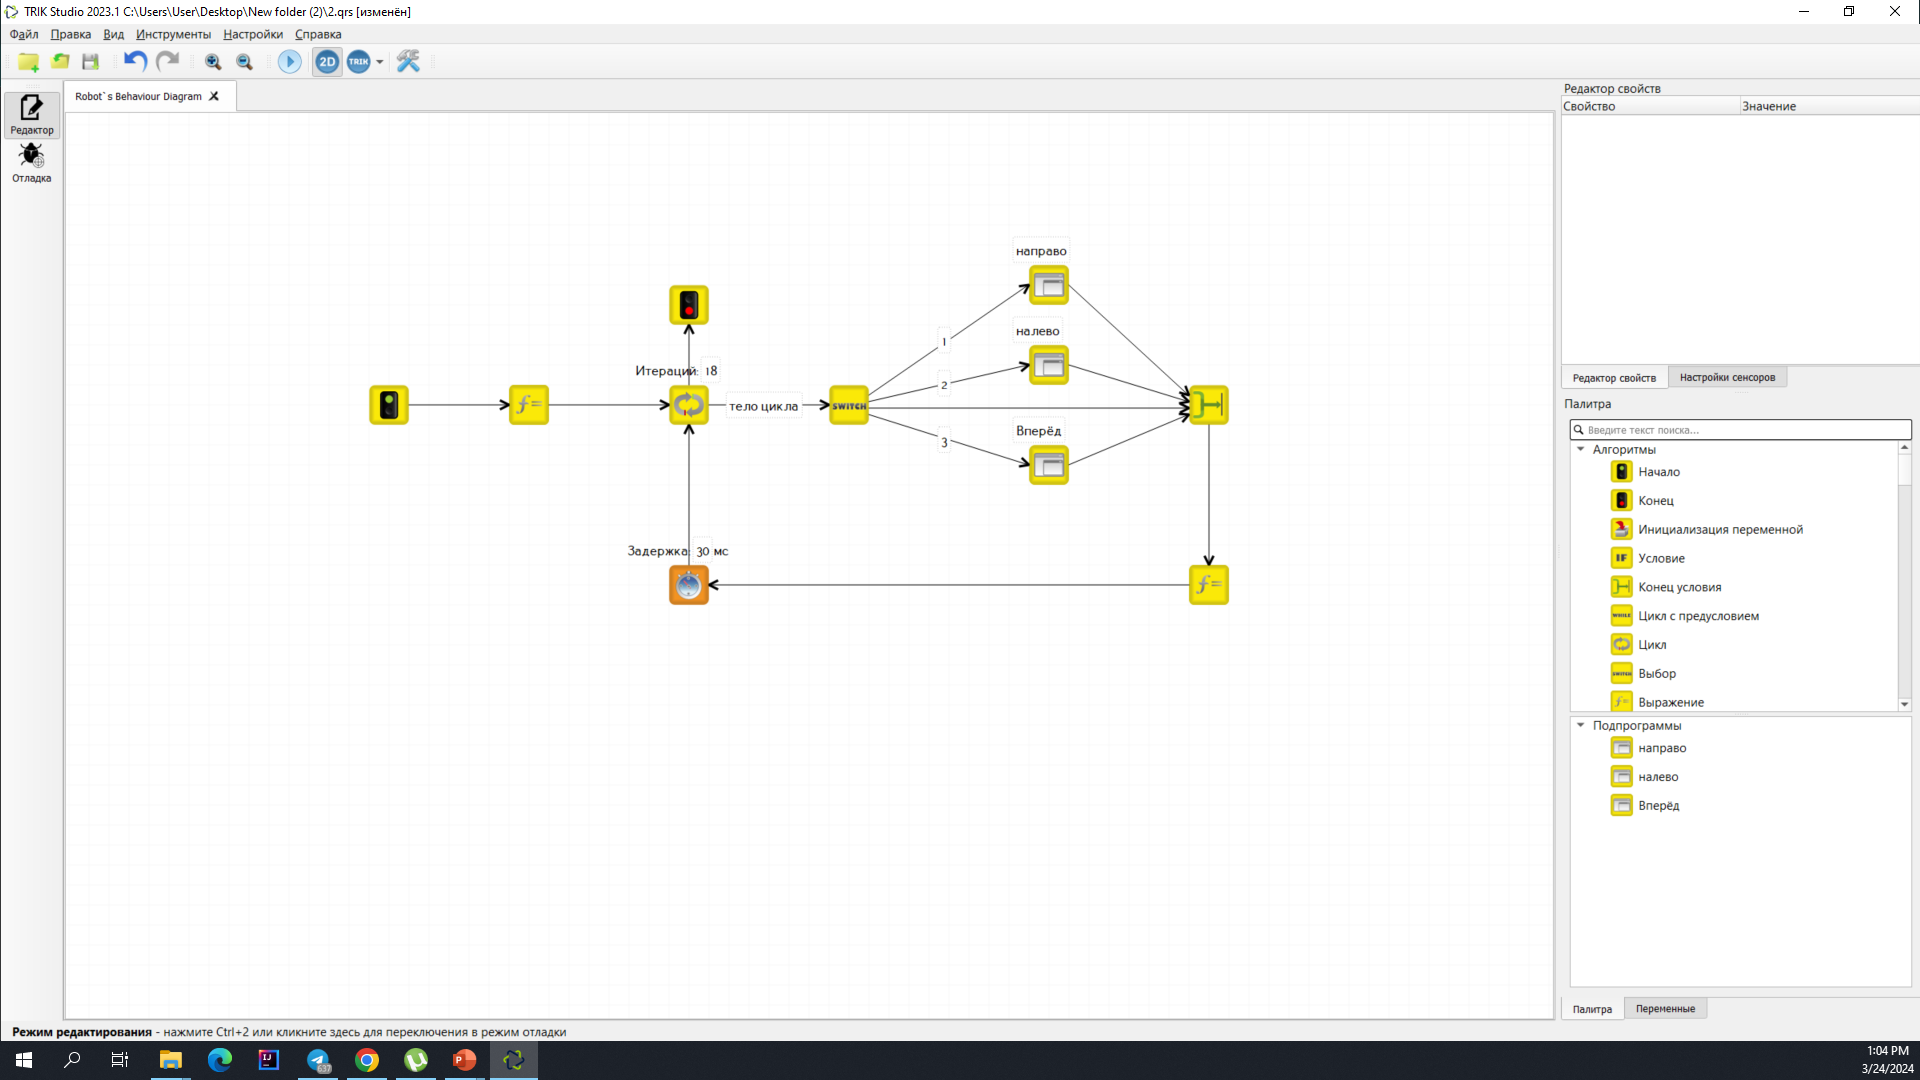 TRIK Studio 2023.1 C:\Users\User\Desktop\New folder (2)\2.qrs [изменён]
Файл Правка Вид Инструменты Настройки Справка
2D TRIK
Robot`s Behaviour Diagram
Редактор
Отладка
направо
налево
Итераций: 18
тело цикла
SWITCH
1
2
3
Вперёд
f=
Задержка: 30 мс
f=
Редактор свойств
Свойство Значение
Редактор свойств Настройки сенсоров
Палитра
Введите текст поиска...
Алгоритмы
Начало
Конец
Инициализация переменной
IF Условие
Конец условия
WHILE Цикл с предусловием
Цикл
SWITCH Выбор
f= Выражение
Подпрограммы
направо
налево
Вперёд
Палитра Переменные
Режим редактирования - нажмите Ctrl+2 или кликните здесь для переключения в режим отладки
IJ
637
P
1:04 PM
3/24/2024